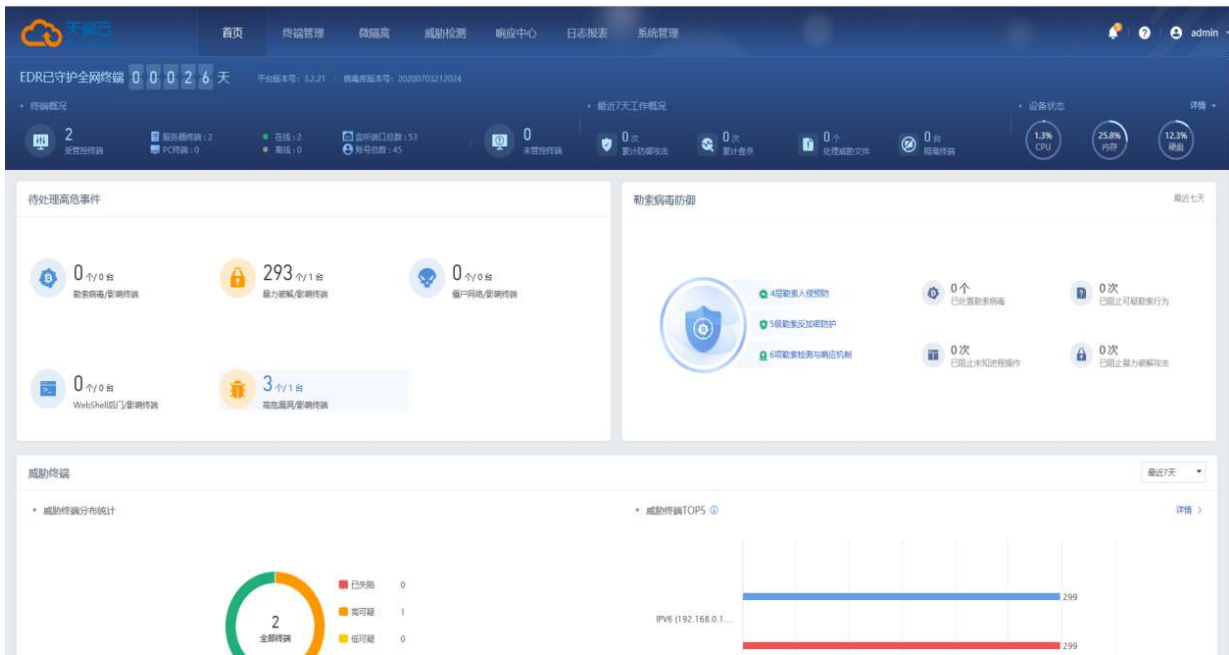 天翼云
首页 终端管理 微隔离 威胁检测 响应中心 日志报表 系统管理 admin
EDR已守护全网终端 0 0 0 2 6 天 平台版本号：3.2.21 病毒库版本号：20200703212024
终端概况 最近7天工作概况 设备状态 详情
2 受管控终端
服务器终端：2
PC终端：0
在线：2
离线：0
监听端口总数：53
账号总数：45
0 未管控终端
0 次 累计防御攻击
0 次 累计查杀
0 个 处理威胁文件
0 台 隔离终端
1.3% CPU
25.8% 内存
12.3% 硬盘
待处理高危事件
0 个/0 台
勒索病毒/影响终端
293 个/1 台
暴力破解/影响终端
0 个/0 台
僵尸网络/影响终端
0 个/0 台
WebShell后门/影响终端
3 个/1 台
高危漏洞/影响终端
勒索病毒防御 最近七天
4层勒索入侵预防
5级勒索反加密防护
6项勒索检测与响应机制
0个
已处置勒索病毒
0次
已阻止可疑勒索行为
0次
已阻止未知进程操作
0次
已阻止暴力破解攻击
威胁终端 最近7天
威胁终端分布统计
2
全部终端
已失陷 0
高可疑 1
低可疑 0
威胁终端TOP5 详情
299
IPV6 (192.168.0.1...
299